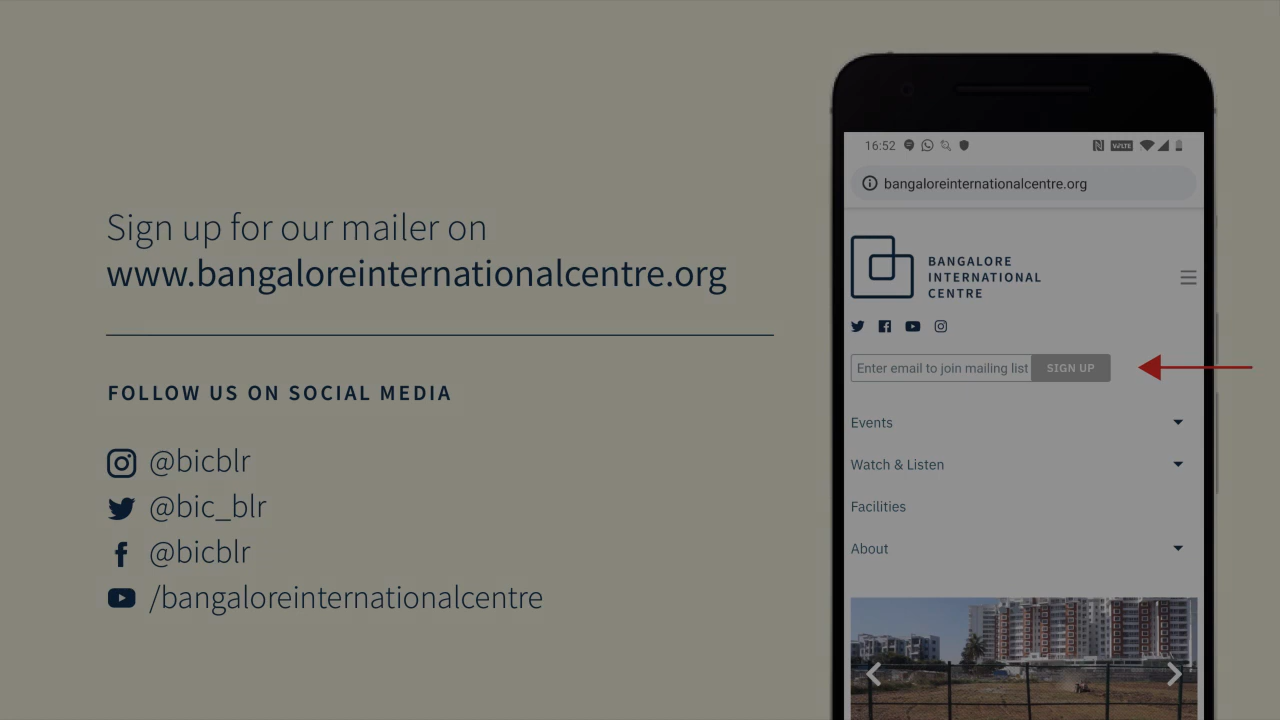 Sign up for our mailer on
www.bangaloreinternationalcentre.org
FOLLOW US ON SOCIAL MEDIA
@bicblr
@bic_blr
@bicblr
/bangaloreinternationalcentre
16:52
VoLTE
bangaloreinternationalcentre.org
BANGALORE
INTERNATIONAL
CENTRE
Enter email to join mailing list SIGN UP
Events
Watch & Listen
Facilities
About